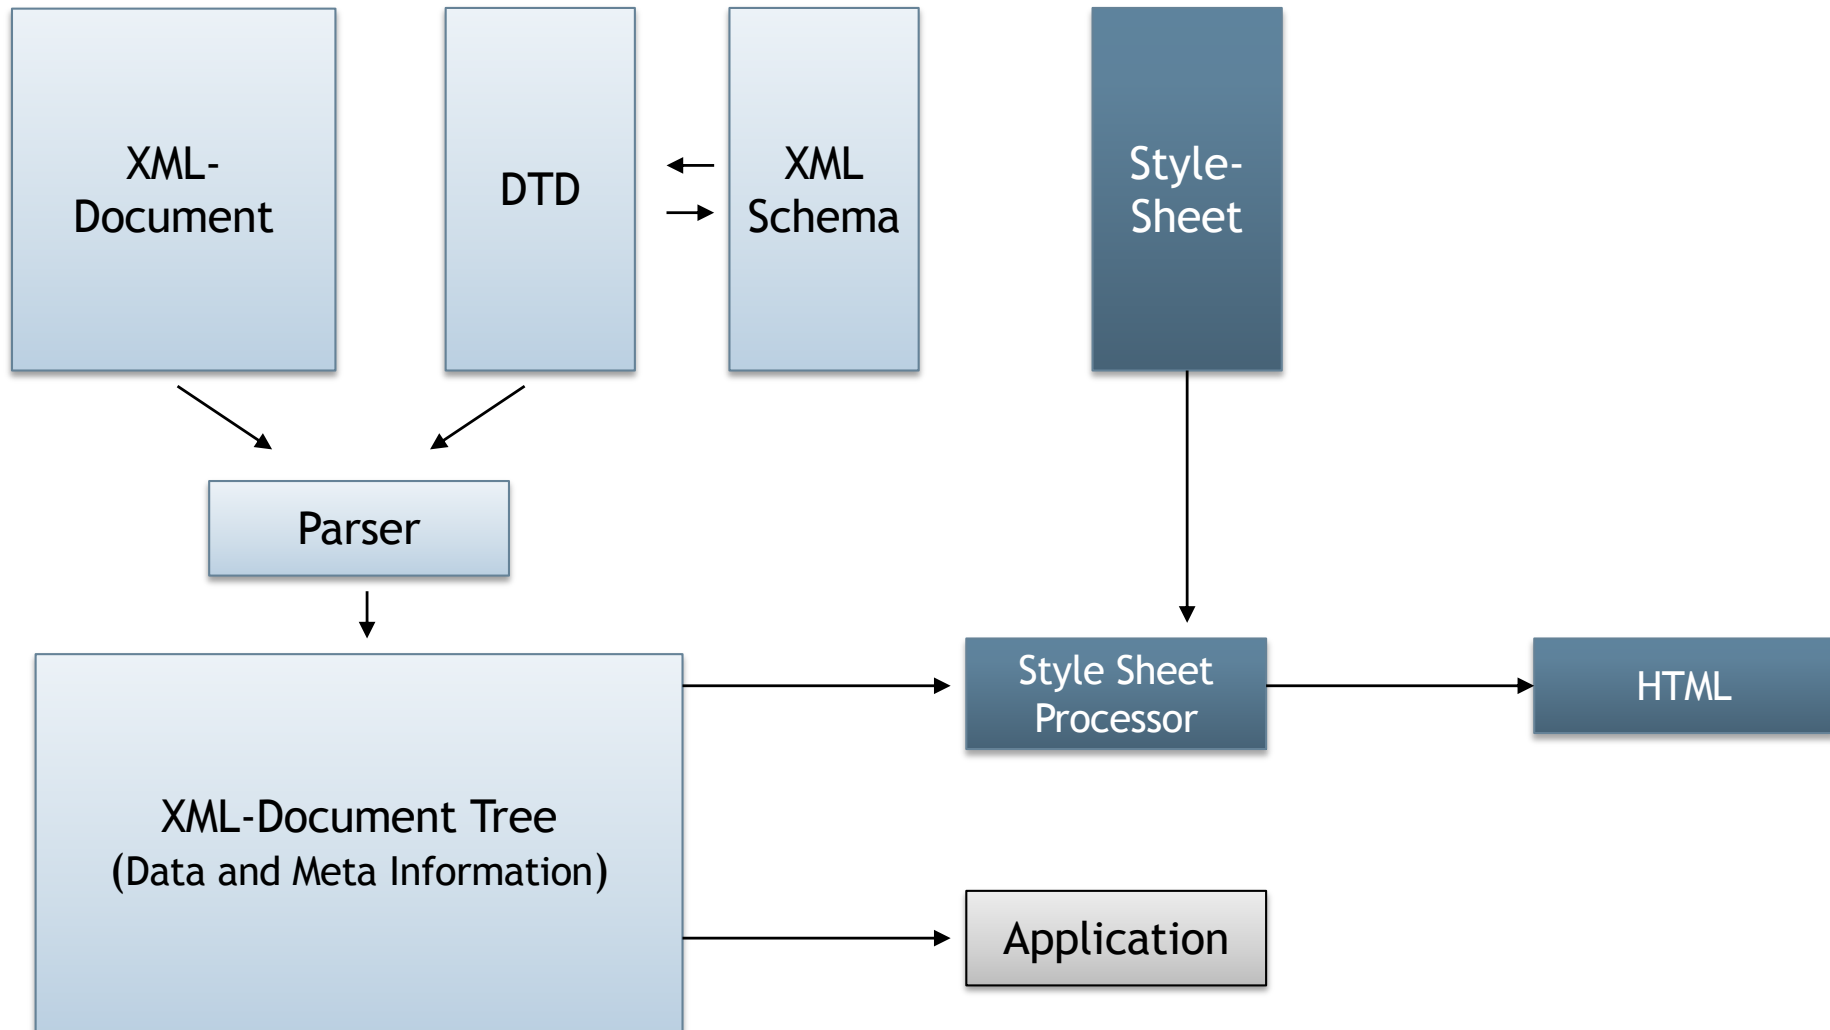 XML-
Document
DTD
XML
Schema
Style-
Sheet
Parser
Style Sheet
Processor
HTML
XML-Document Tree
(Data and Meta Information)
Application